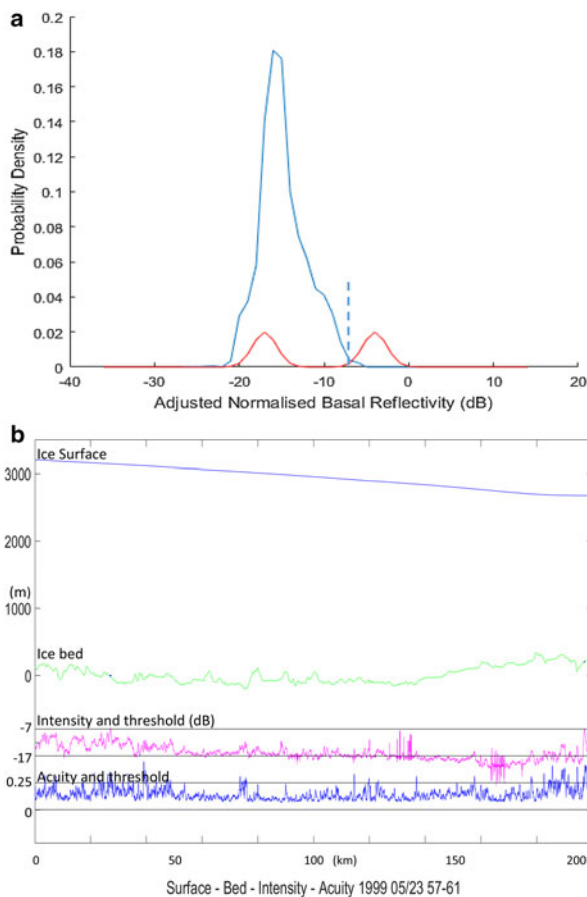 a
0.2
0.18
0.16
0.14
0.12
0.1
0.08
0.06
0.04
0.02
0
Probability Density
-40 -30 -20 -10 0 10 20
Adjusted Normalised Basal Reflectivity (dB)
b
Ice Surface
3000
2000
(m)
1000
Ice bed
0
Intensity and threshold (dB)
-7
-17
Acuity and threshold
0.25
0
0 50 100 (km) 150 200
Surface - Bed - Intensity - Acuity 1999 05/23 57-61